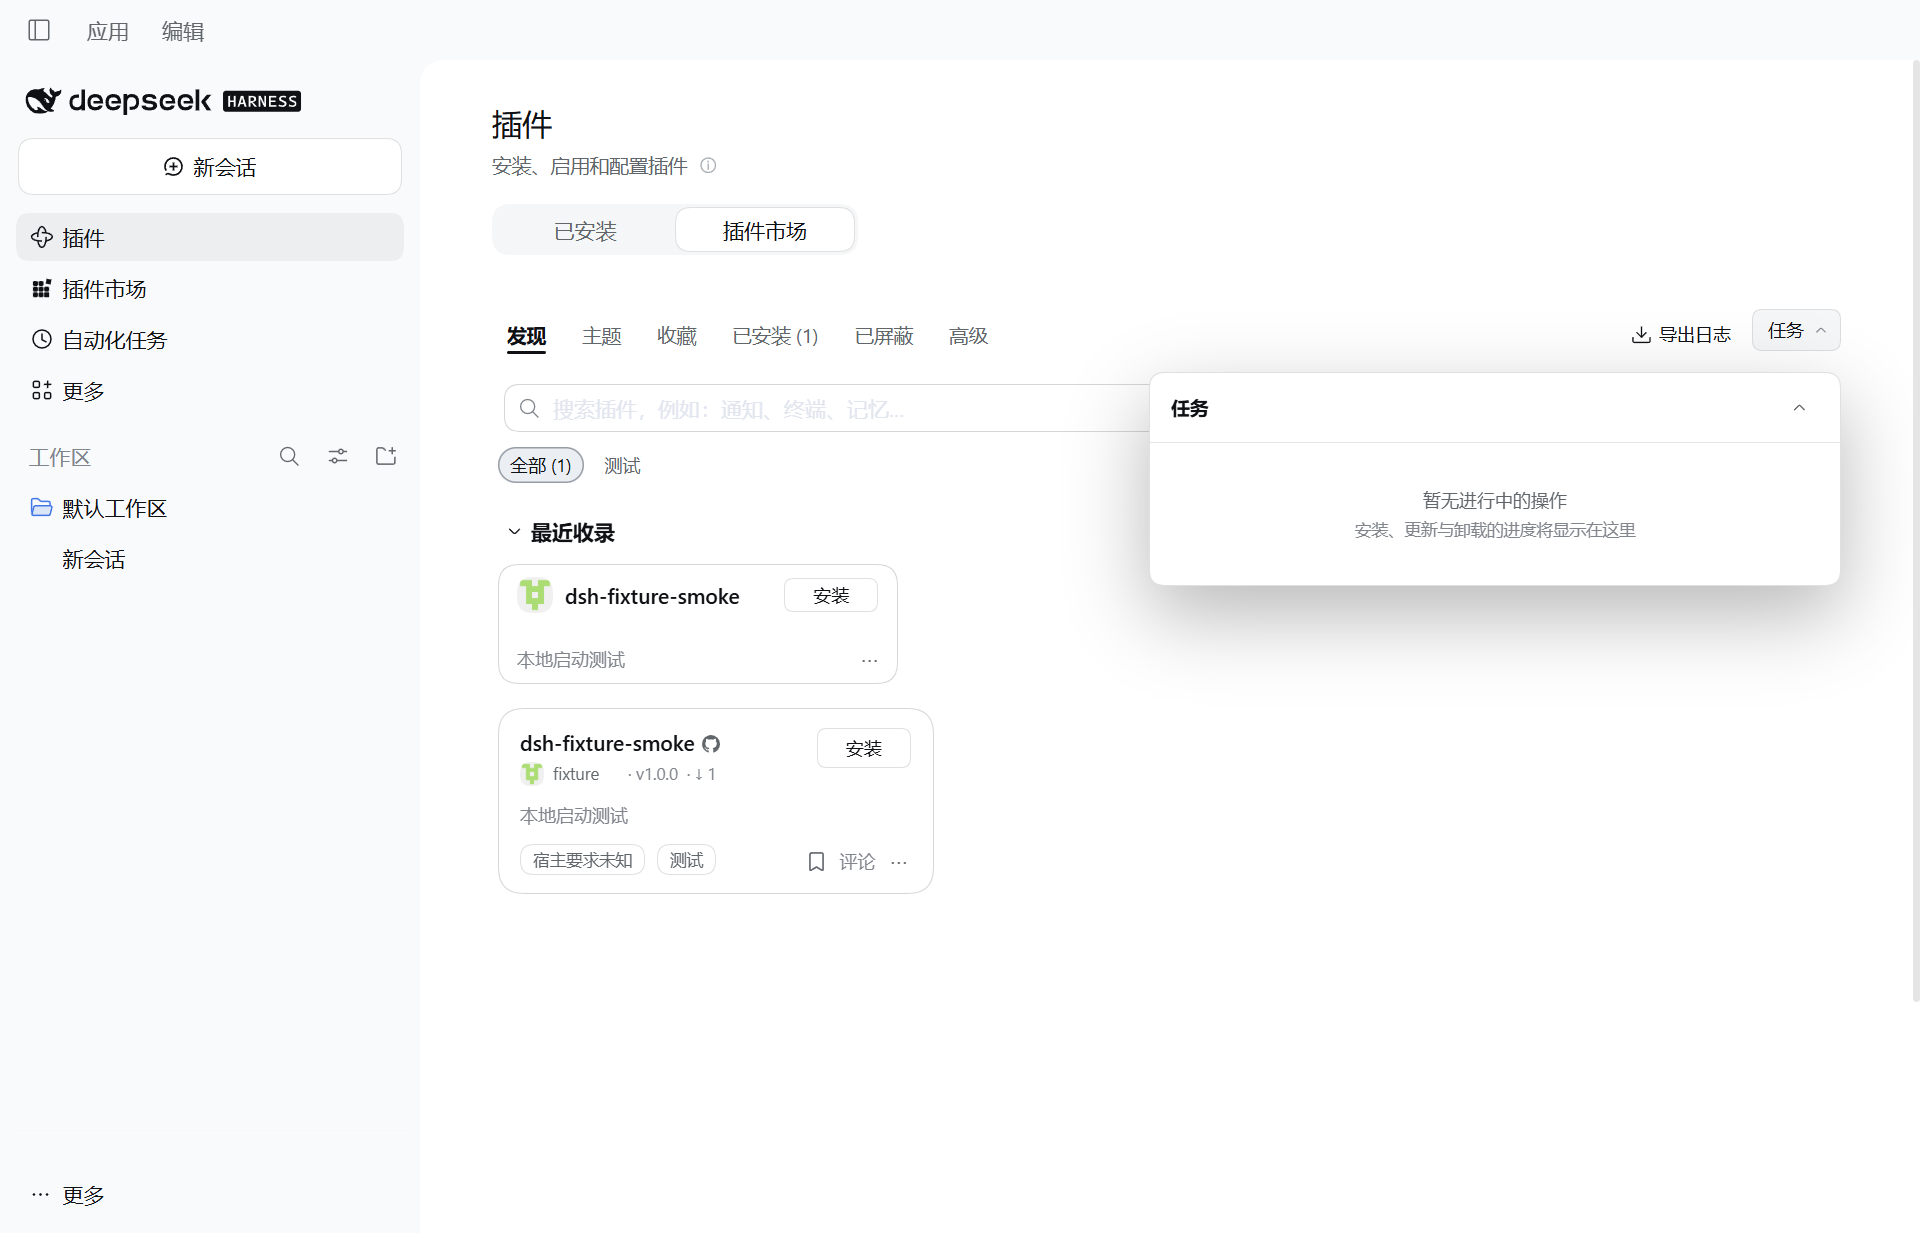 应用 编辑
deepseek HARNESS
新会话
插件
插件市场
自动化任务
更多
工作区
默认工作区
新会话
更多
插件
安装、启用和配置插件
已安装 插件市场
发现 主题 收藏 已安装 (1) 已屏蔽 高级
导出日志 任务
搜索插件，例如：通知、终端、记忆...
全部 (1) 测试
任务
暂无进行中的操作
安装、更新与卸载的进度将显示在这里
最近收录
dsh-fixture-smoke 安装
本地启动测试 ···
dsh-fixture-smoke 安装
fixture · v1.0.0 · ↓ 1
本地启动测试
宿主要求未知 测试 评论 ···